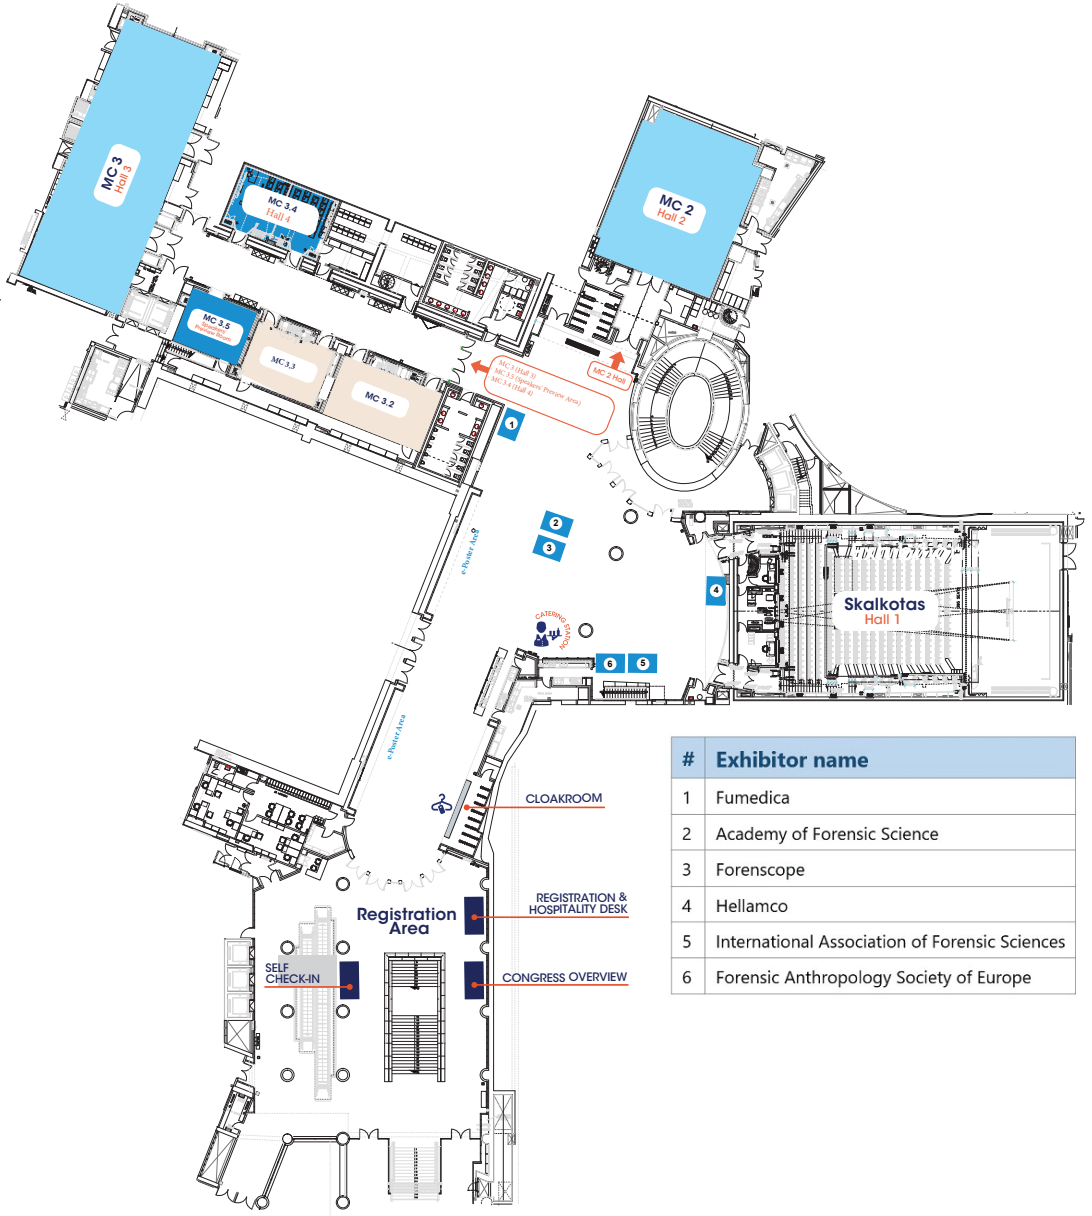 MC 3
Hall 3
MC 3.4
Hall 4
MC 2
Hall 2
MC 3.5
Speakers'
Preview Room
MC 3.3
MC 3.2
MC 3 (Hall 3)
MC 3.5 (Speakers' Preview Area)
MC 3.4 (Hall 4)
MC 2 Hall
1
2
3
e-Poster Area
4
Exhibition
Skalkotas
Hall 1
CATERING STATION
6
5
e-Poster Area
CLOAKROOM
REGISTRATION &
HOSPITALITY DESK
Registration
Area
SELF
CHECK-IN
CONGRESS OVERVIEW
# Exhibitor name
1 Fumedica
2 Academy of Forensic Science
3 Forenscope
4 Hellamco
5 International Association of Forensic Sciences
6 Forensic Anthropology Society of Europe